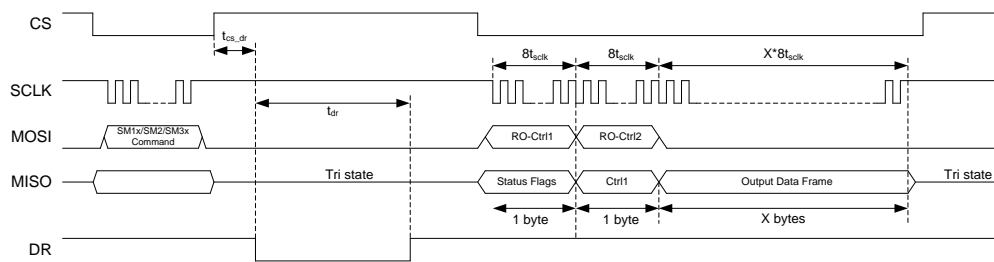 CS
t_cs_dr
8t_sclk
8t_sclk
X*8t_sclk
SCLK
t_dr
MOSI
SM1x/SM2/SM3x
Command
RO-Ctrl1
RO-Ctrl2
MISO
Tri state
Status Flags
Ctrl1
Output Data Frame
Tri state
1 byte
1 byte
X bytes
DR